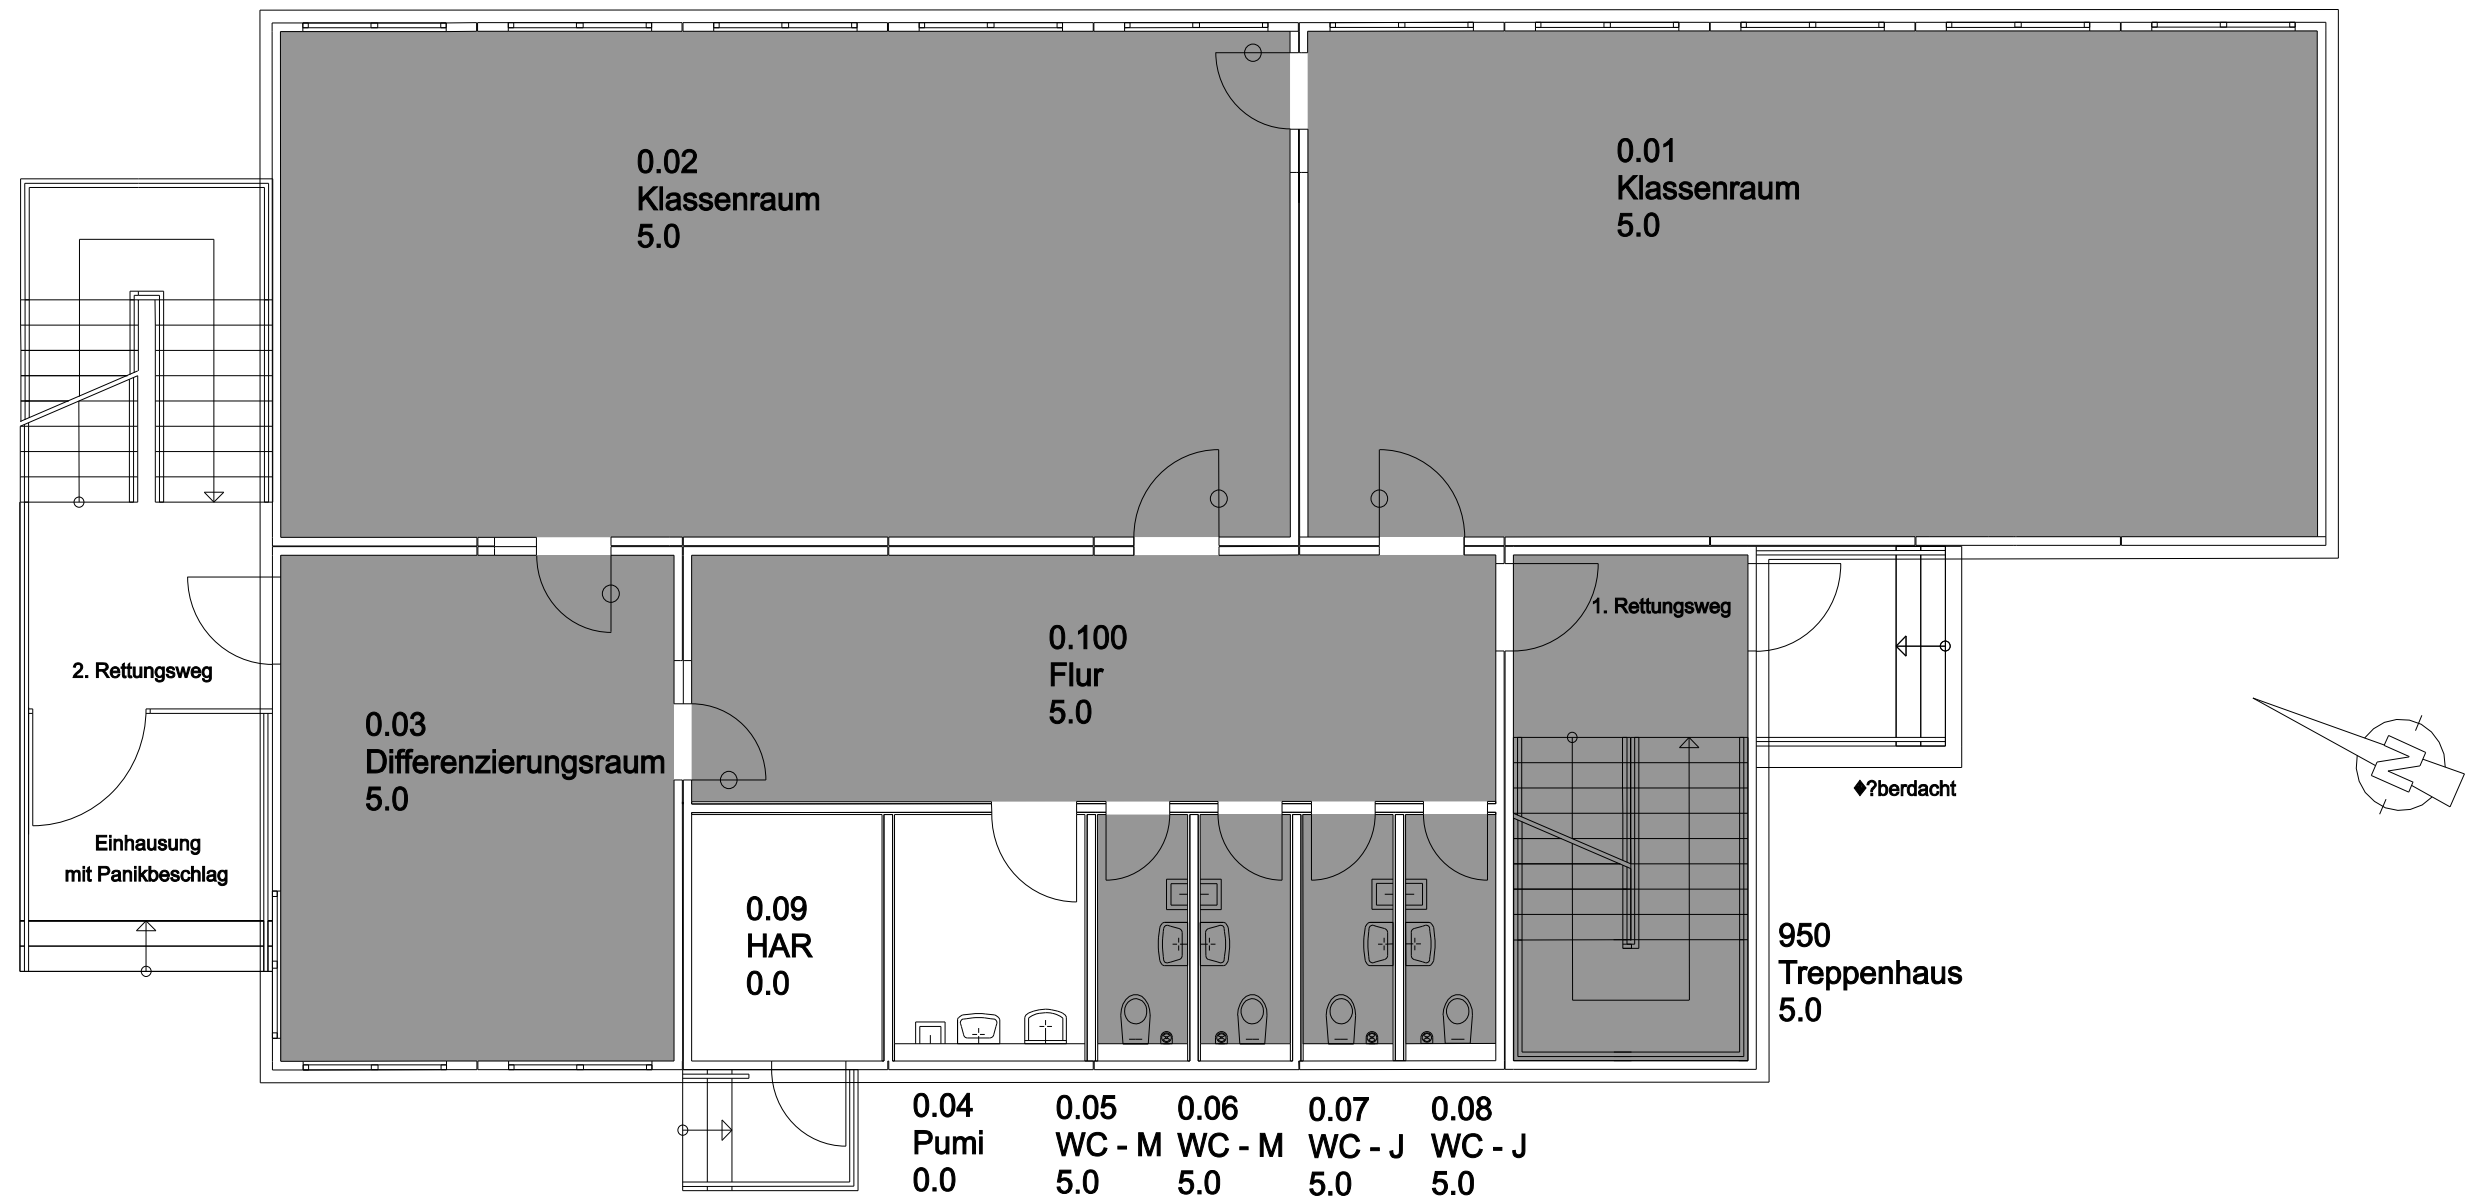 0.02
Klassenraum
5.0
0.01
Klassenraum
5.0
1. Rettungsweg
0.100
Flur
5.0
2. Rettungsweg
0.03
Differenzierungsraum
5.0
N
�?berdacht
Einhausung
mit Panikbeschlag
0.09
HAR
0.0
950
Treppenhaus
5.0
0.04
Pumi
0.0
0.05
WC - M
5.0
0.06
WC - M
5.0
0.07
WC - J
5.0
0.08
WC - J
5.0